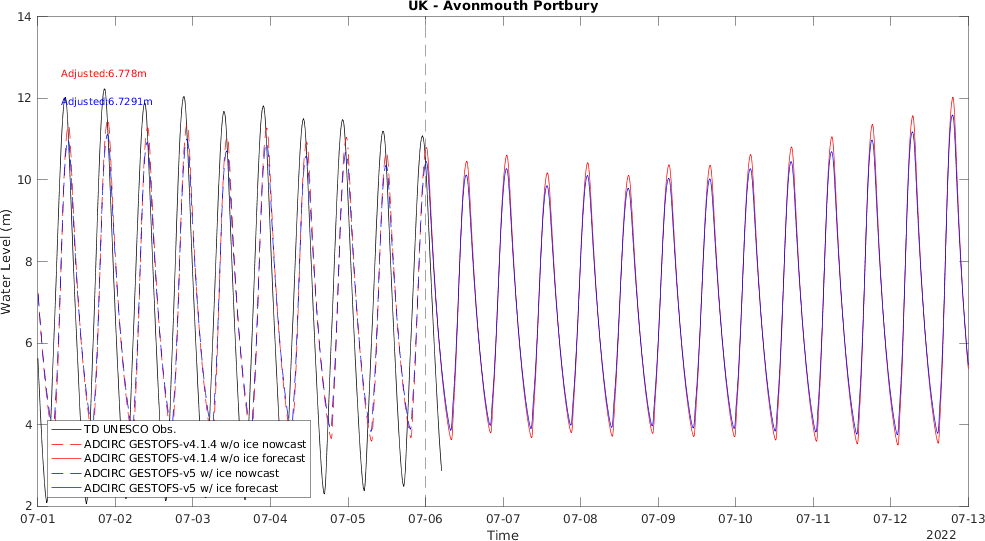 UK - Avonmouth Portbury
14
12
10
8
6
4
2
Water Level (m)
Adjusted:6.778m
Adjusted:6.7291m
TD UNESCO Obs.
ADCIRC GESTOFS-v4.1.4 w/o ice nowcast
ADCIRC GESTOFS-v4.1.4 w/o ice forecast
ADCIRC GESTOFS-v5 w/ ice nowcast
ADCIRC GESTOFS-v5 w/ ice forecast
07-01 07-02 07-03 07-04 07-05 07-06 07-07 07-08 07-09 07-10 07-11 07-12 07-13
Time
2022